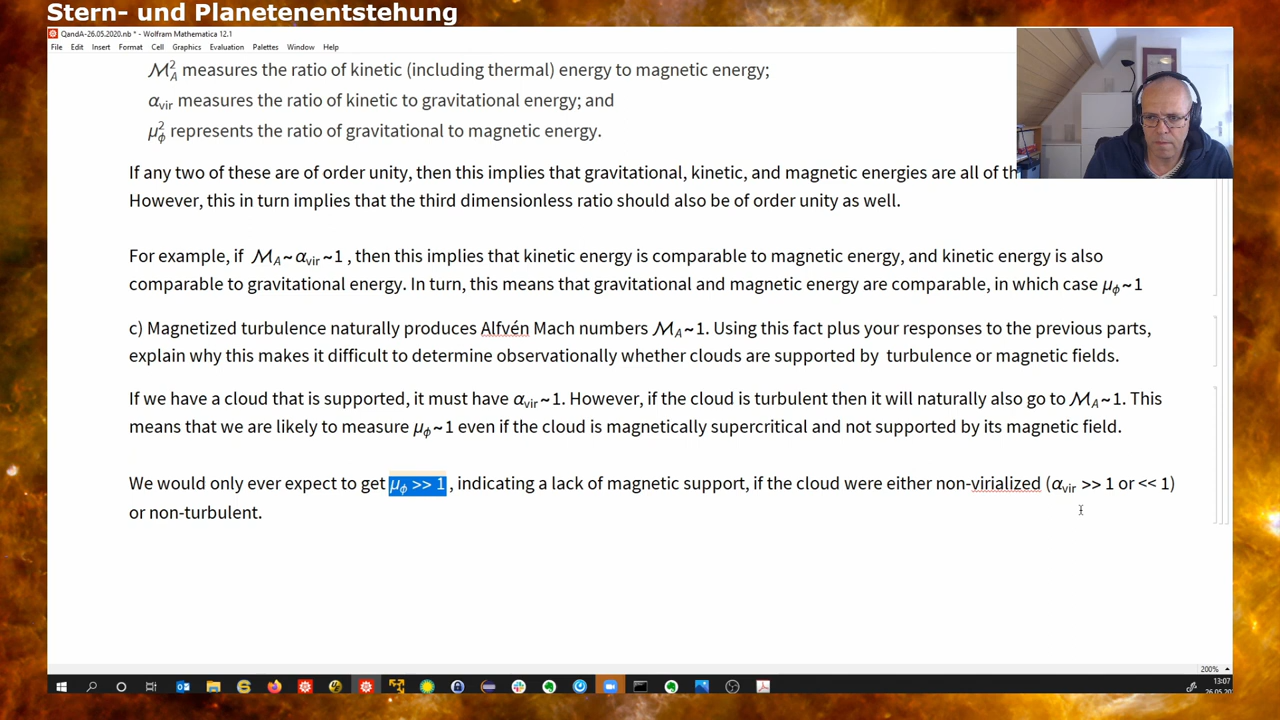 Stern- und Planetenentstehung
QandA-26.05.2020.nb * - Wolfram Mathematica 12.1
File Edit Insert Format Cell Graphics Evaluation Palettes Window Help
ℳ_A² measures the ratio of kinetic (including thermal) energy to magnetic energy;
α_vir measures the ratio of kinetic to gravitational energy; and
μ_ϕ² represents the ratio of gravitational to magnetic energy.
If any two of these are of order unity, then this implies that gravitational, kinetic, and magnetic energies are all of th
However, this in turn implies that the third dimensionless ratio should also be of order unity as well.
For example, if ℳ_A~α_vir~1 , then this implies that kinetic energy is comparable to magnetic energy, and kinetic energy is also
comparable to gravitational energy. In turn, this means that gravitational and magnetic energy are comparable, in which case μ_ϕ~1
c) Magnetized turbulence naturally produces Alfvén Mach numbers ℳ_A~1. Using this fact plus your responses to the previous parts,
explain why this makes it difficult to determine observationally whether clouds are supported by turbulence or magnetic fields.
If we have a cloud that is supported, it must have α_vir~1. However, if the cloud is turbulent then it will naturally also go to ℳ_A~1. This
means that we are likely to measure μ_ϕ~1 even if the cloud is magnetically supercritical and not supported by its magnetic field.
We would only ever expect to get μ_ϕ >> 1 , indicating a lack of magnetic support, if the cloud were either non-virialized (α_vir >> 1 or << 1)
or non-turbulent.
200%
13:07
26.05.202